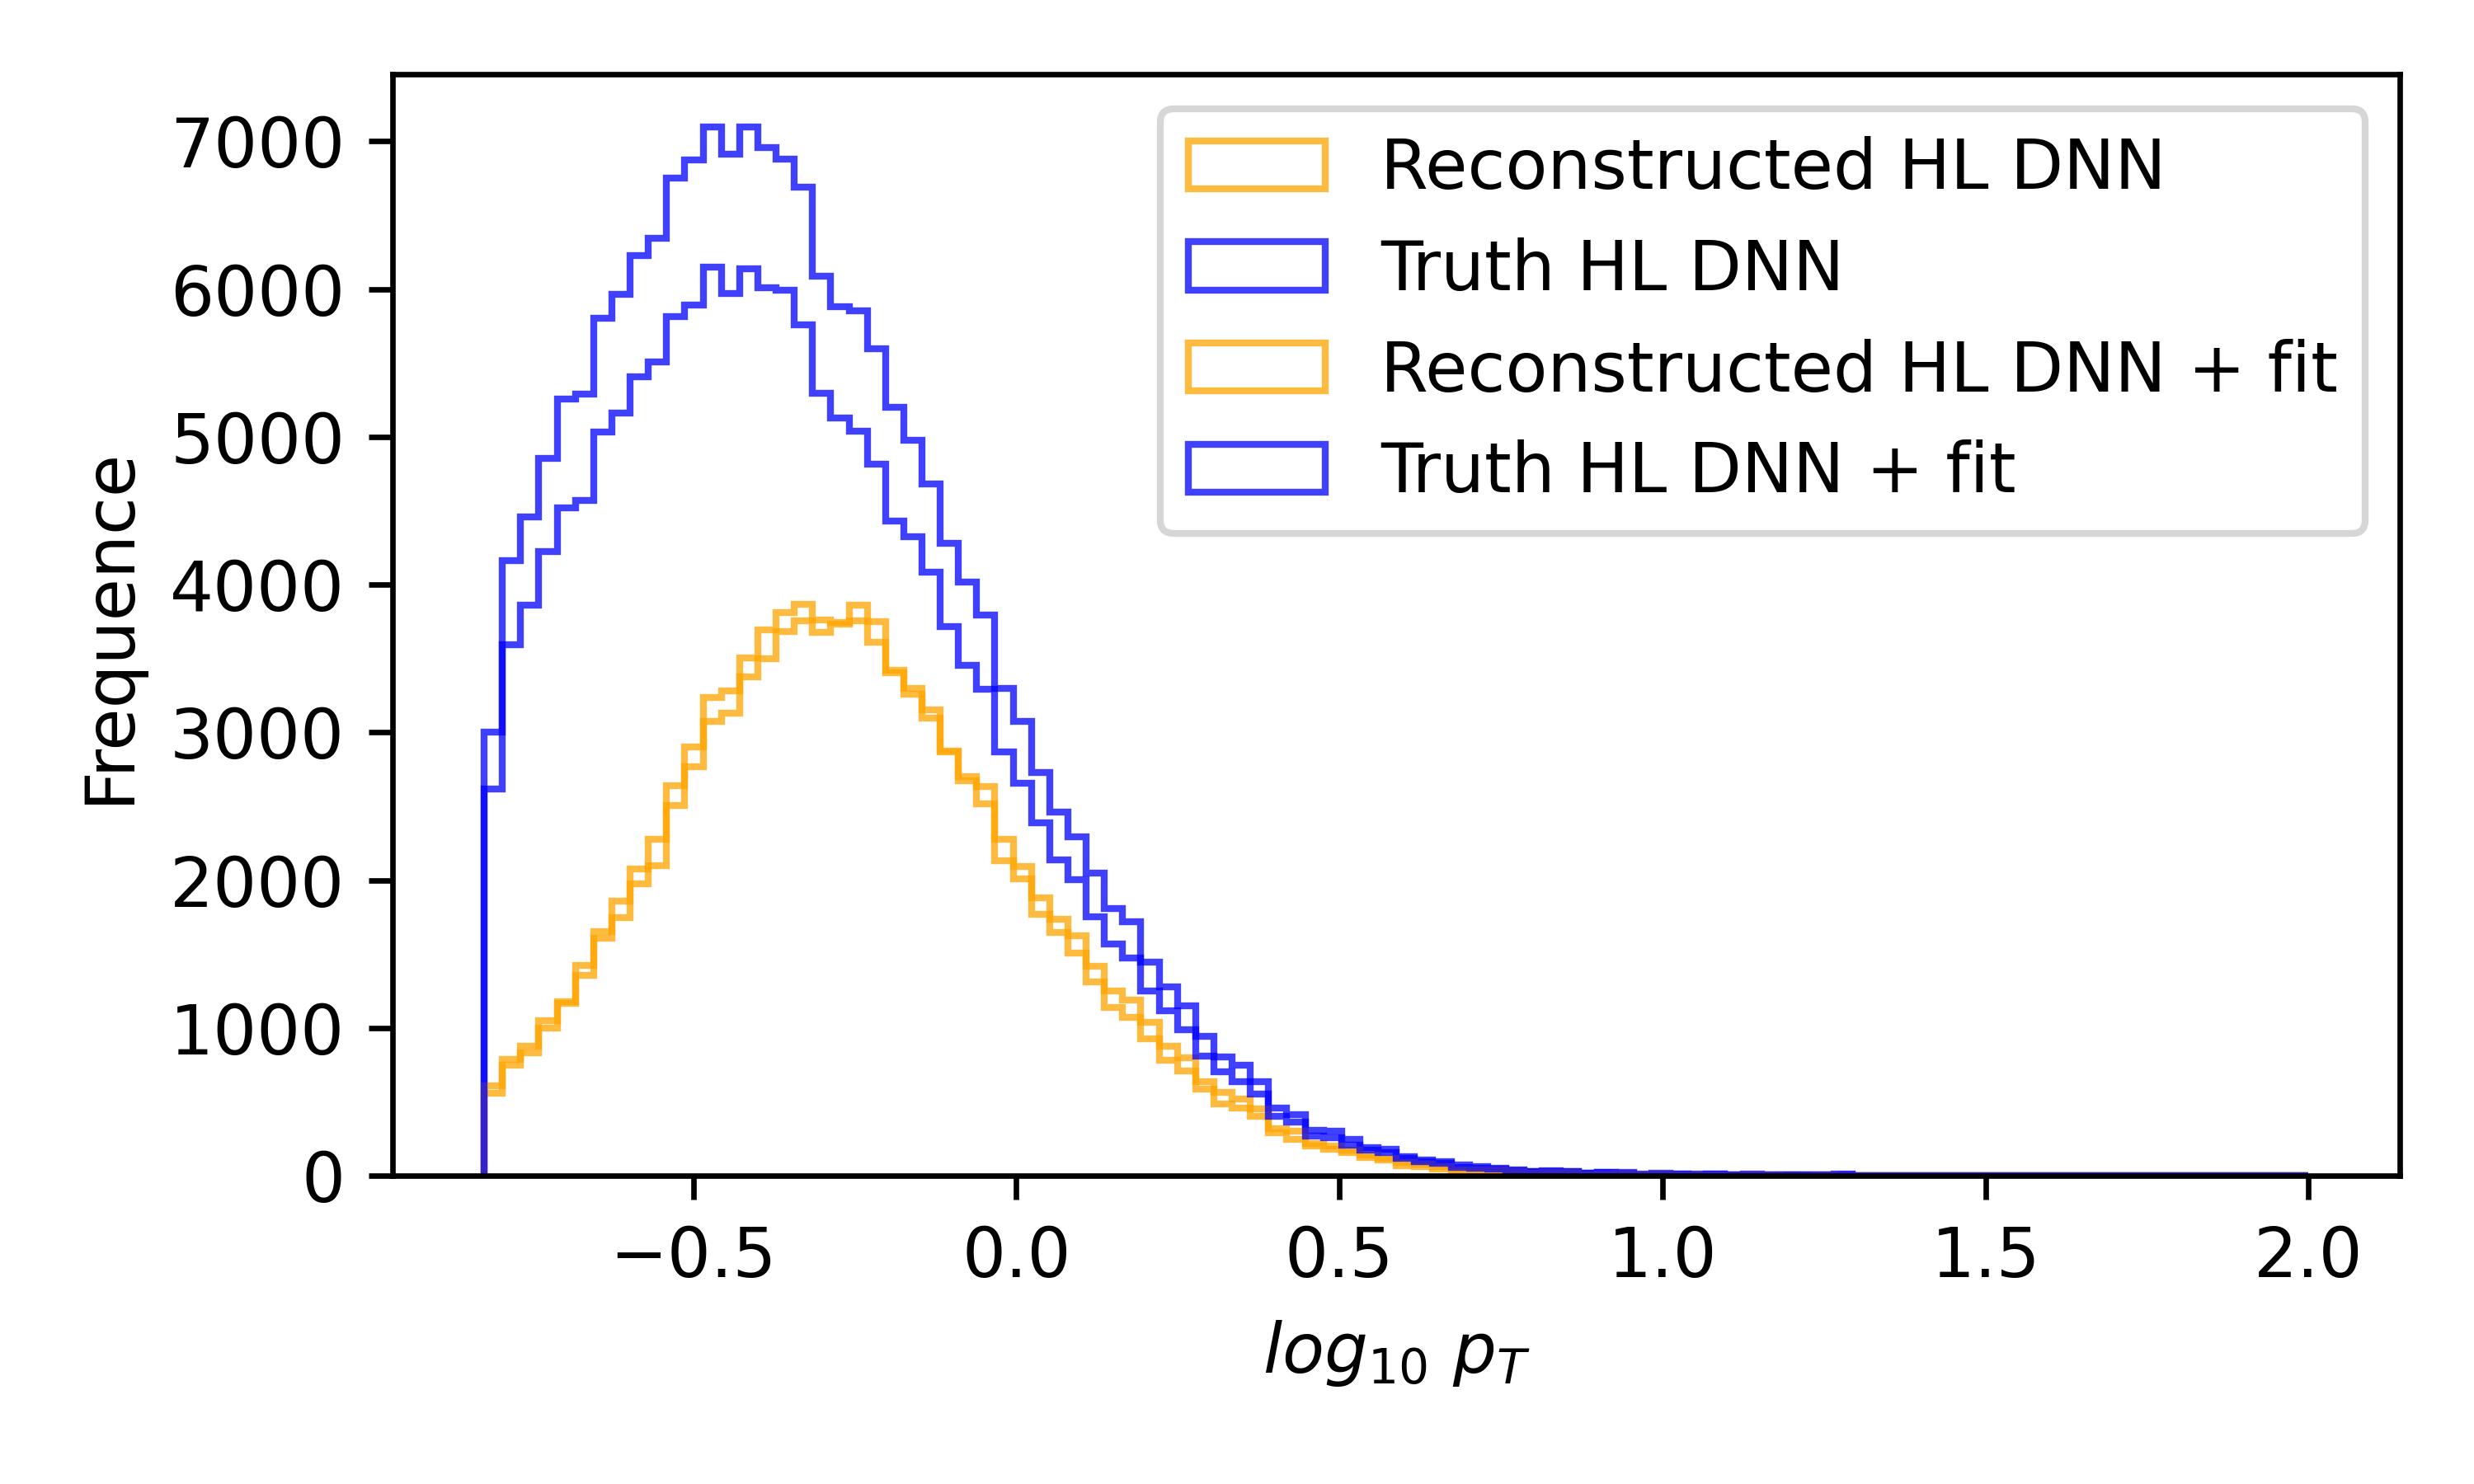 7000
6000
5000
4000
3000
2000
1000
0
Frequence
Reconstructed HL DNN
Truth HL DNN
Reconstructed HL DNN + fit
Truth HL DNN + fit
−0.5 0.0 0.5 1.0 1.5 2.0
log₁₀ p_T